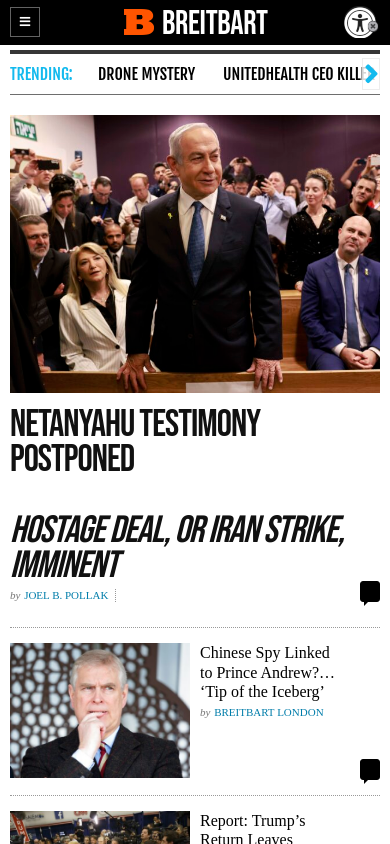 BREITBART
TRENDING:
DRONE MYSTERY
UNITEDHEALTH CEO KILL
NETANYAHU TESTIMONY
POSTPONED
HOSTAGE DEAL, OR IRAN STRIKE,
IMMINENT
by JOEL B. POLLAK
Chinese Spy Linked
to Prince Andrew?…
‘Tip of the Iceberg’
by BREITBART LONDON
Report: Trump’s
Return Leaves